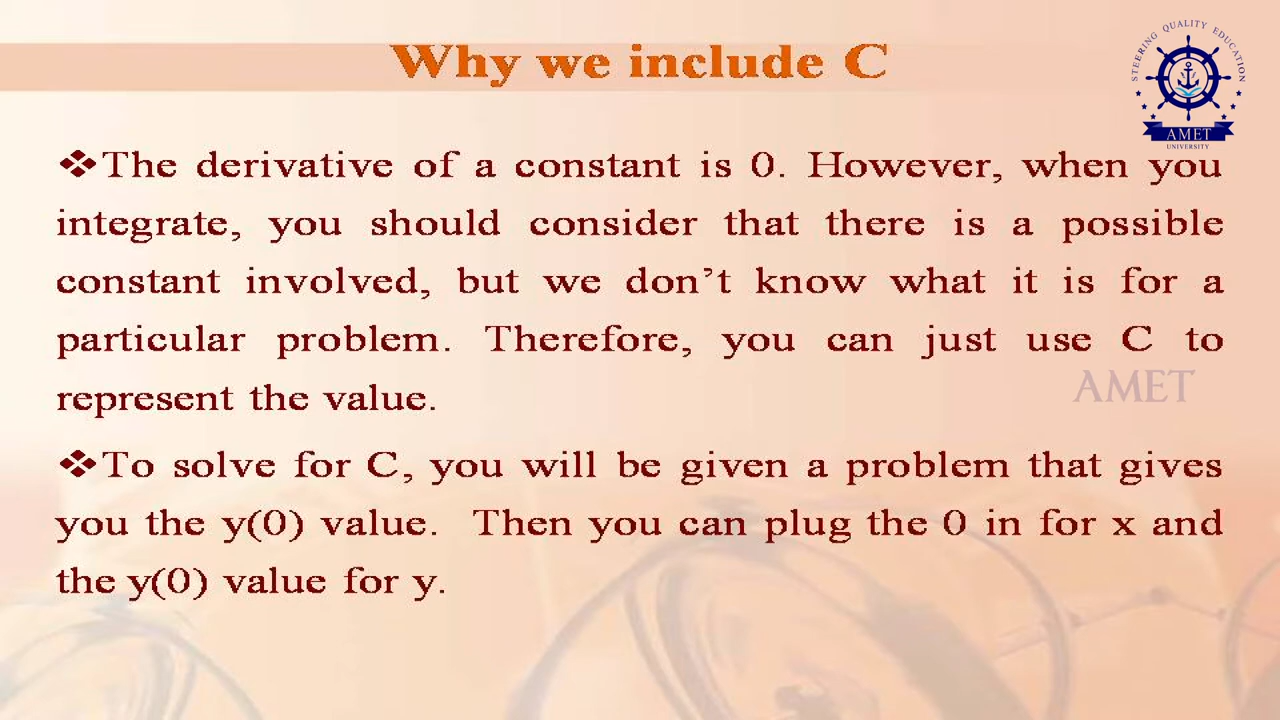 Why we include C
STEERING QUALITY EDUCATION
AMET
UNIVERSITY
❖The derivative of a constant is 0. However, when you
integrate, you should consider that there is a possible
constant involved, but we don’t know what it is for a
particular problem. Therefore, you can just use C to
represent the value.
AMET
❖To solve for C, you will be given a problem that gives
you the y(0) value. Then you can plug the 0 in for x and
the y(0) value for y.